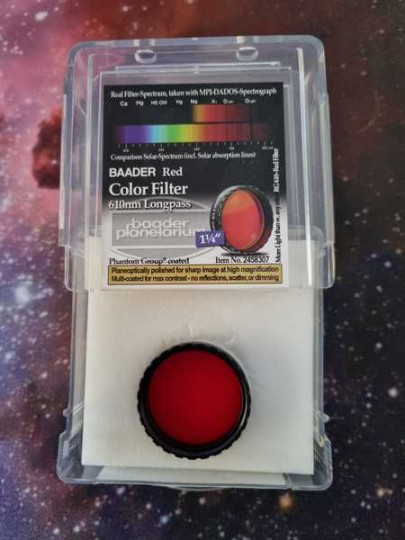 Real Filter-Spectrum, taken with MPI-DADOS-Spectrograph
Comparison Solar-Spectrum (incl. Solar absorption lines)
BAADER Red
Color Filter
610nm Longpass
baader
planetarium
1¼"
Phantom Group® coated
Item No. 2458307
Planeoptically polished for sharp image at high magnification
Multi-coated for max contrast - no reflections, scatter, or dimming